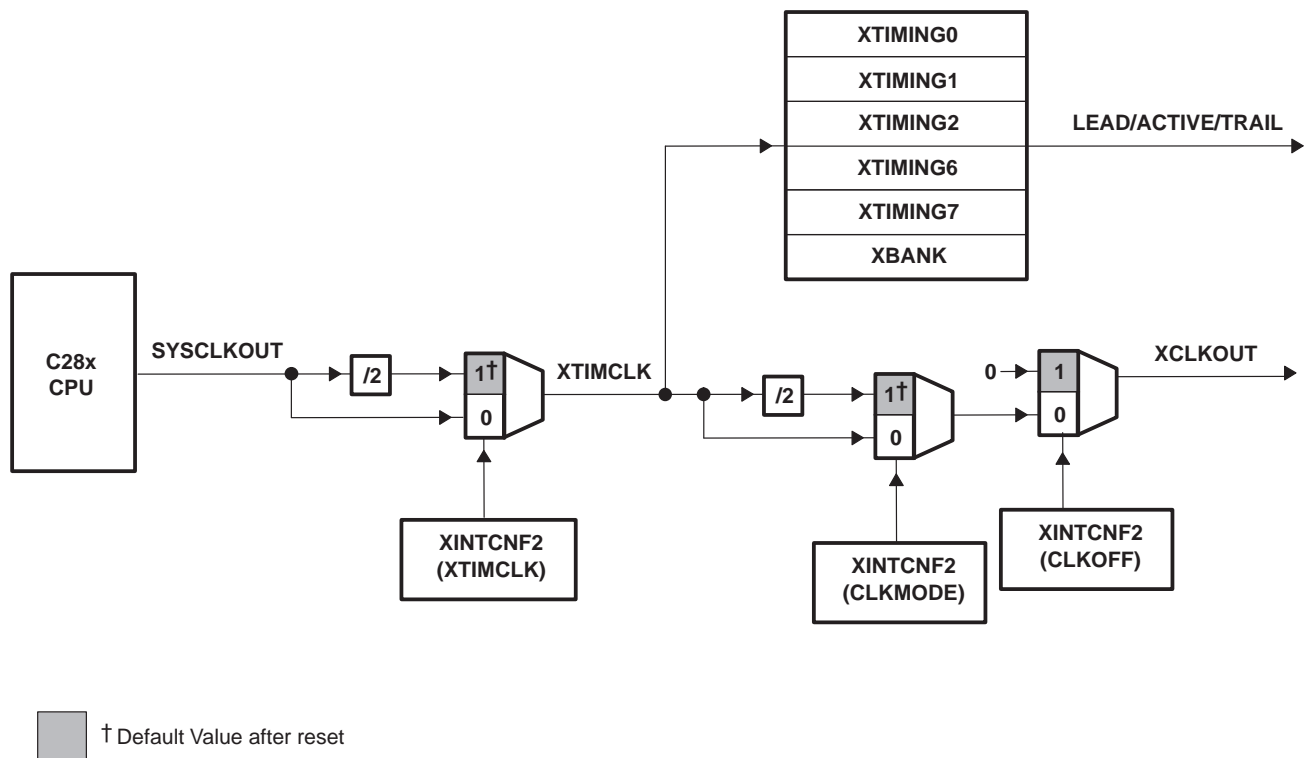 XTIMING0
XTIMING1
XTIMING2
XTIMING6
XTIMING7
XBANK
LEAD/ACTIVE/TRAIL
C28x
CPU
SYSCLKOUT
/2
1†
0
XTIMCLK
/2
1†
0
0
1
0
XCLKOUT
XINTCNF2
(XTIMCLK)
XINTCNF2
(CLKMODE)
XINTCNF2
(CLKOFF)
† Default Value after reset